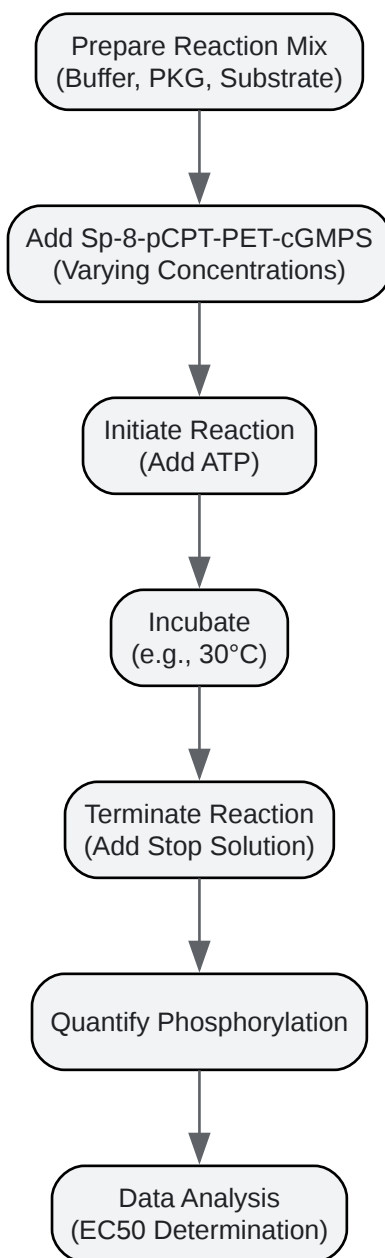 Prepare Reaction Mix
(Buffer, PKG, Substrate)
Add Sp-8-pCPT-PET-cGMPS
(Varying Concentrations)
Initiate Reaction
(Add ATP)
Incubate
(e.g., 30°C)
Terminate Reaction
(Add Stop Solution)
Quantify Phosphorylation
Data Analysis
(EC50 Determination)